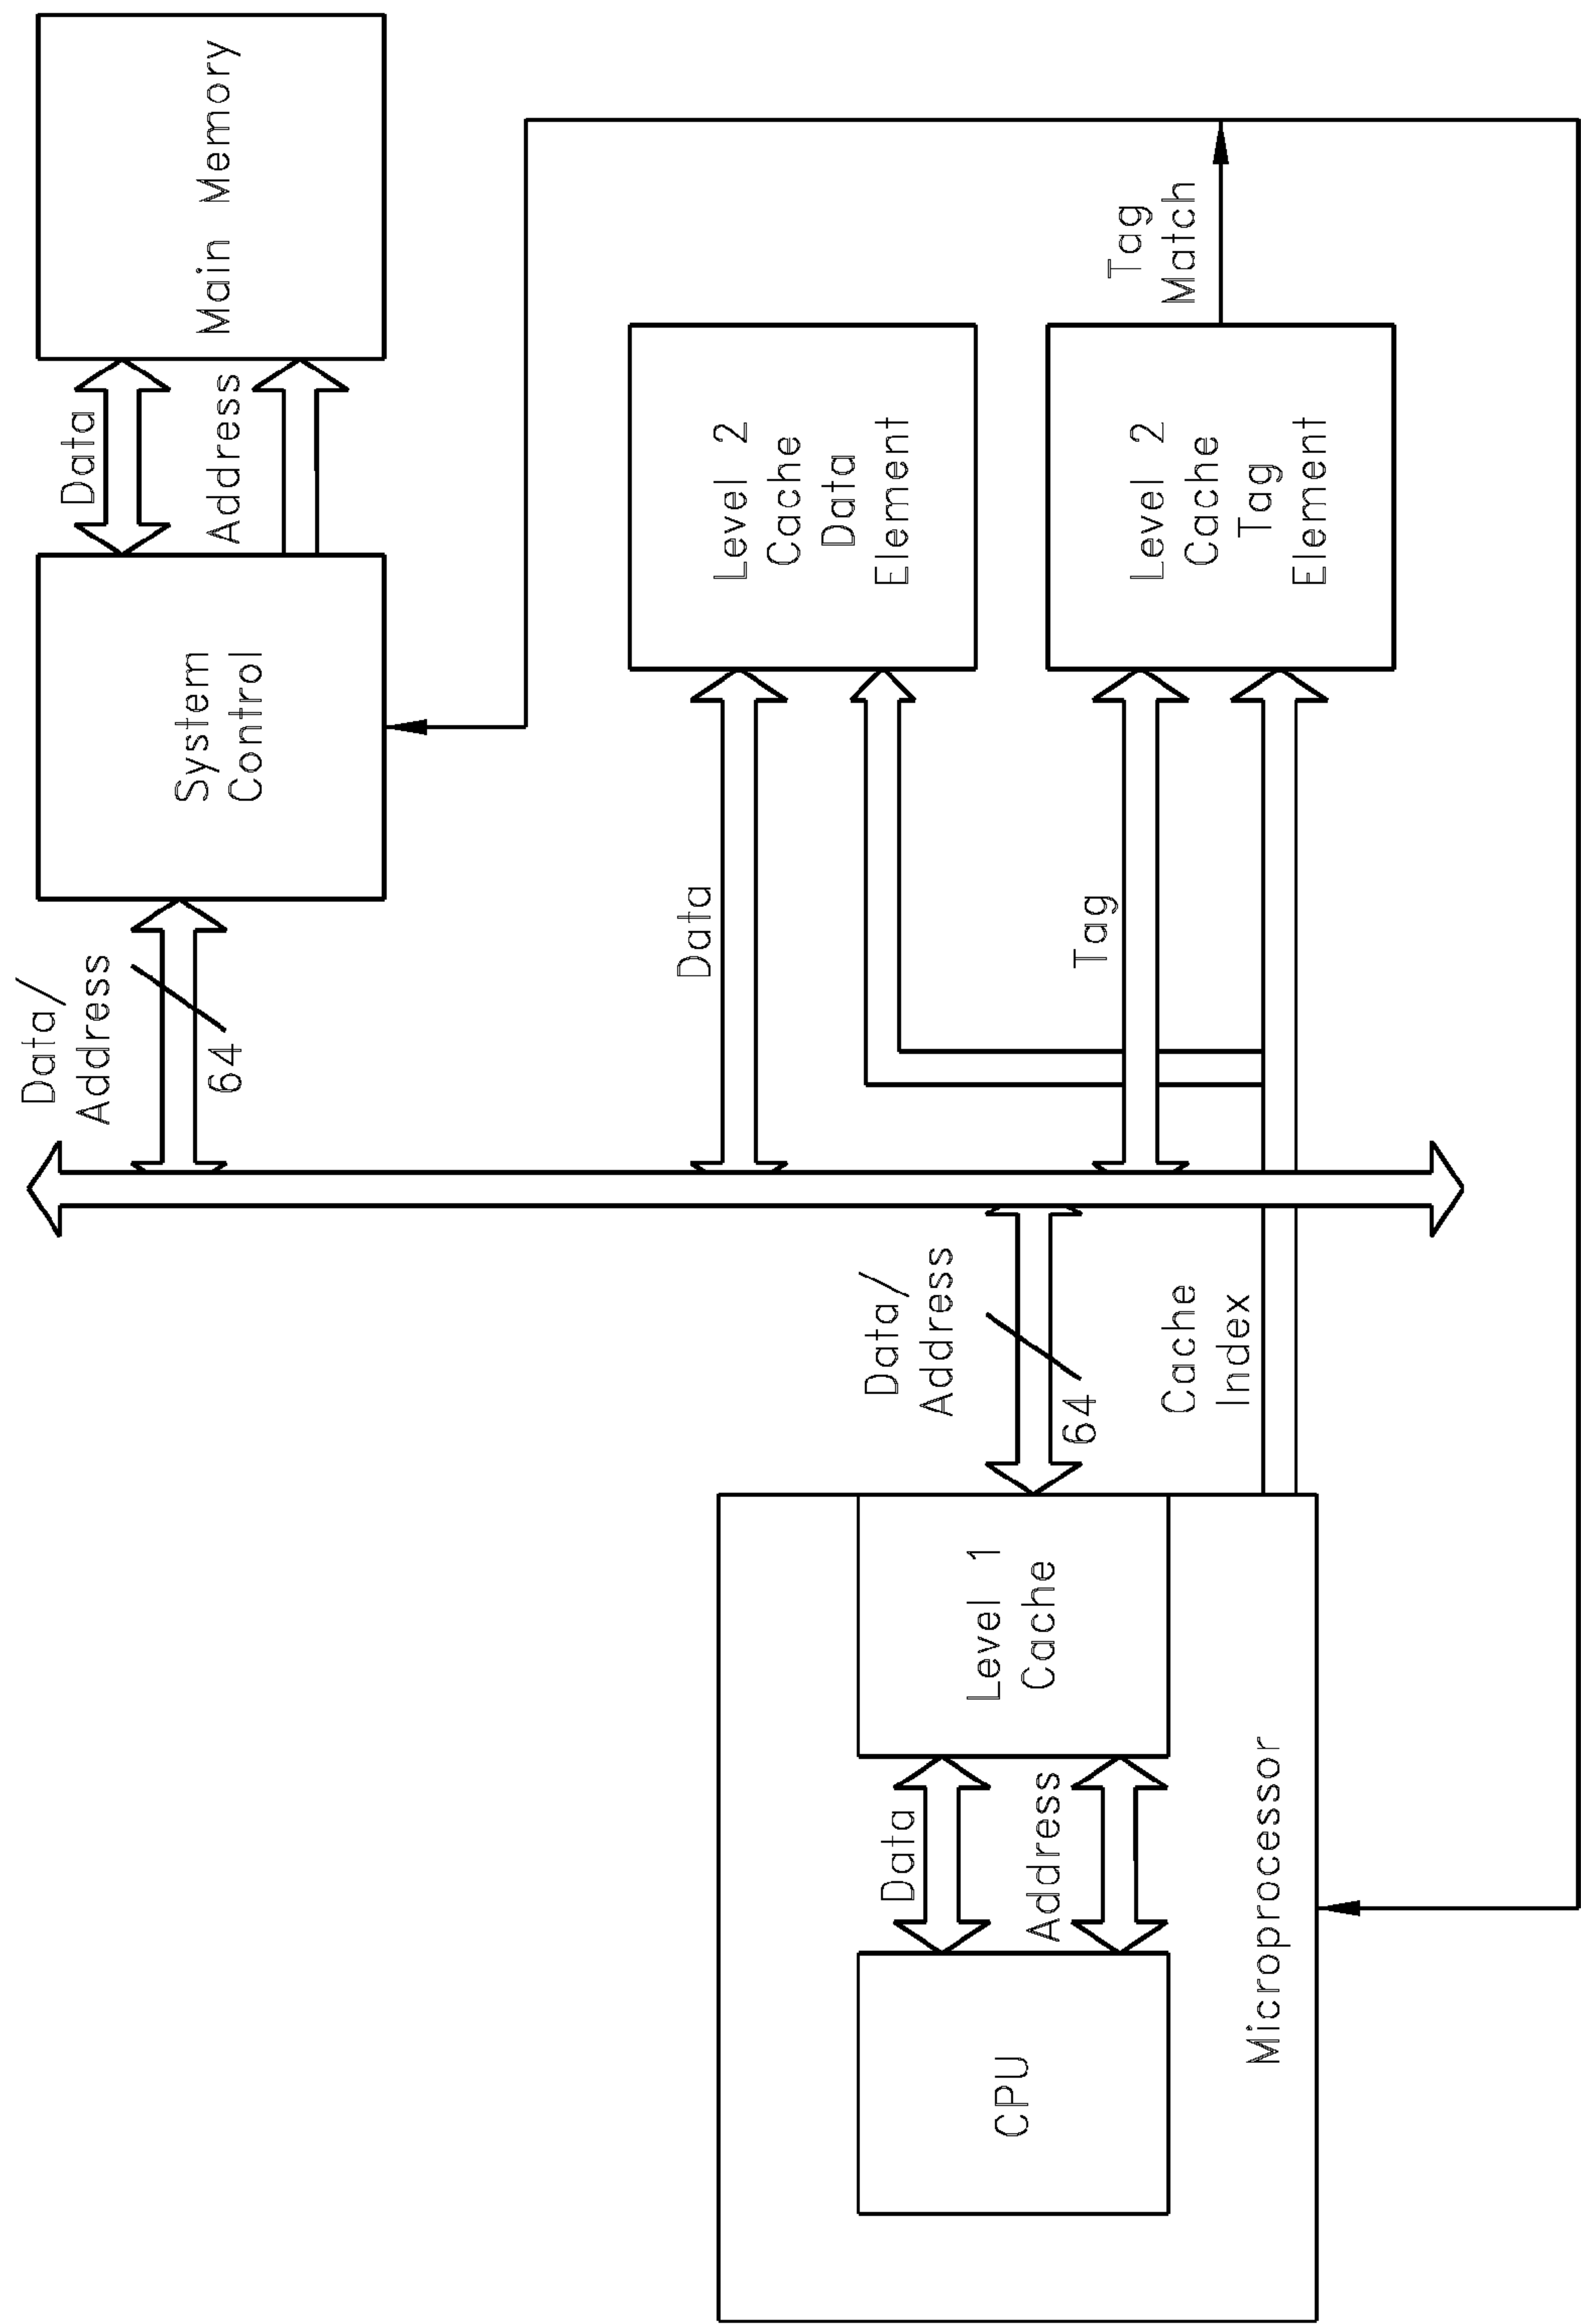 Main Memory
Data
Address
System
Control
Data/
Address
64
Level 2
Cache
Data
Element
Level 2
Cache
Tag
Element
Tag
Match
Data
Tag
Data/
Address
64
Cache
Index
Level 1
Cache
Data
Address
CPU
Microprocessor